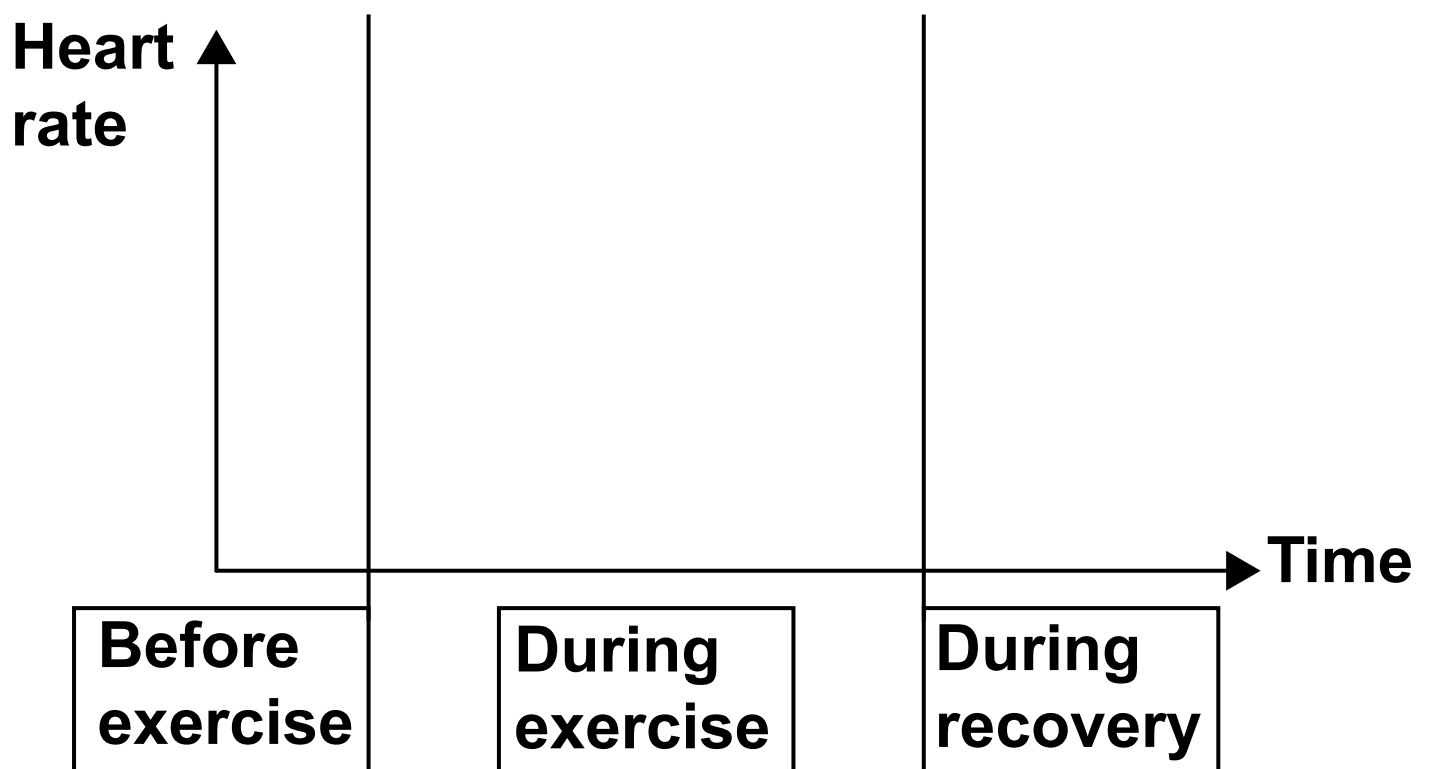 Heart
rate
Time
Before
exercise
During
exercise
During
recovery